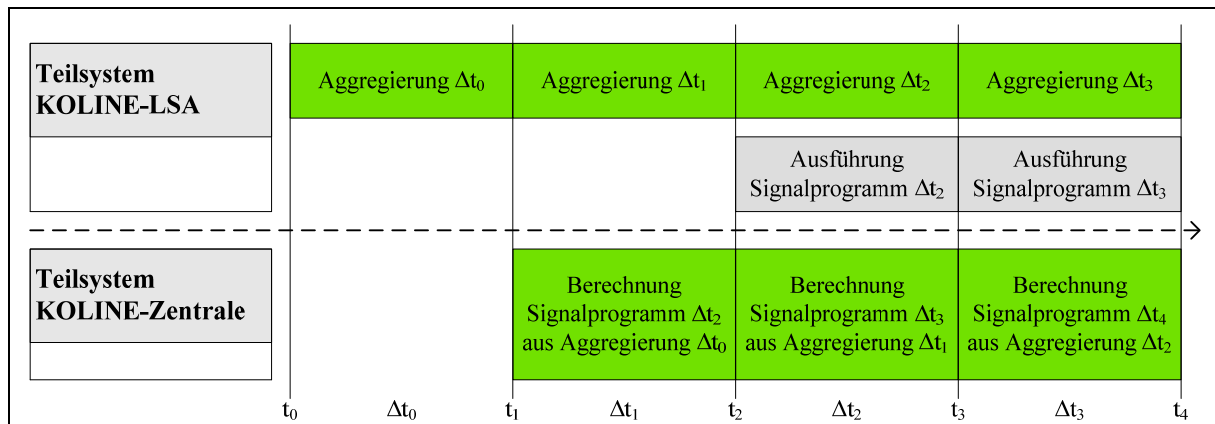 Teilsystem
KOLINE-LSA
Aggregierung Δt₀
Aggregierung Δt₁
Aggregierung Δt₂
Aggregierung Δt₃
Ausführung
Signalprogramm Δt₂
Ausführung
Signalprogramm Δt₃
Teilsystem
KOLINE-Zentrale
Berechnung
Signalprogramm Δt₂
aus Aggregierung Δt₀
Berechnung
Signalprogramm Δt₃
aus Aggregierung Δt₁
Berechnung
Signalprogramm Δt₄
aus Aggregierung Δt₂
t₀ Δt₀ t₁ Δt₁ t₂ Δt₂ t₃ Δt₃ t₄